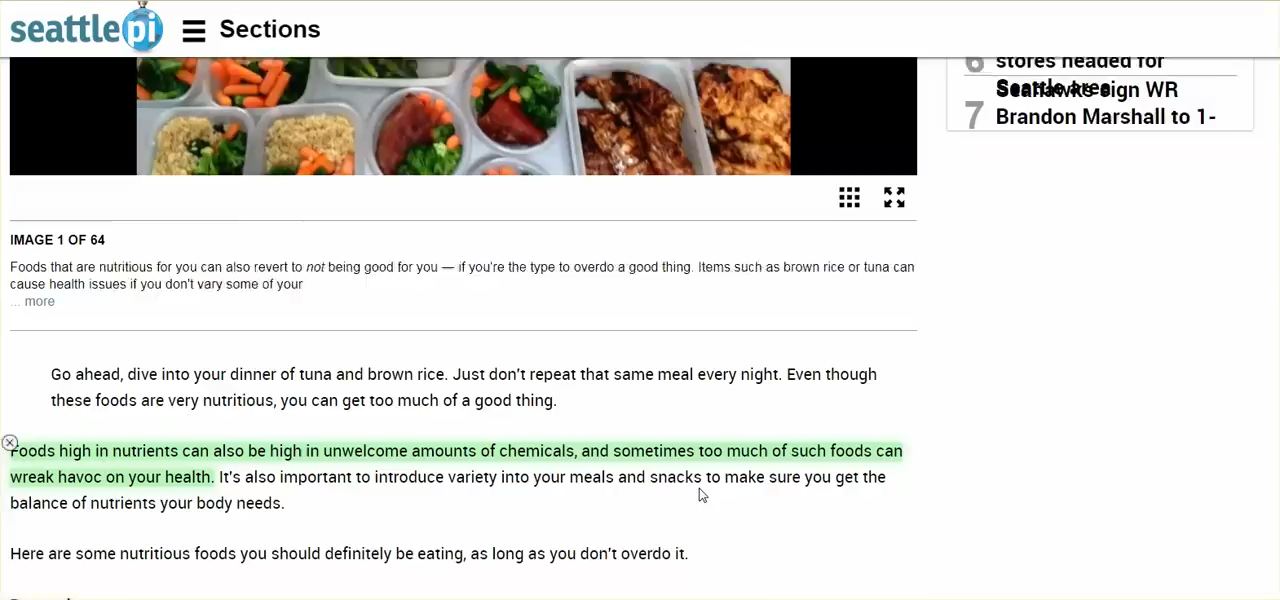 seattlepi
Sections
6
stores needed for
Seattle area
7
Seahawks sign WR
Brandon Marshall to 1-
IMAGE 1 OF 64
Foods that are nutritious for you can also revert to not being good for you — if you're the type to overdo a good thing. Items such as brown rice or tuna can
cause health issues if you don't vary some of your
... more
Go ahead, dive into your dinner of tuna and brown rice. Just don't repeat that same meal every night. Even though
these foods are very nutritious, you can get too much of a good thing.
Foods high in nutrients can also be high in unwelcome amounts of chemicals, and sometimes too much of such foods can
wreak havoc on your health. It's also important to introduce variety into your meals and snacks to make sure you get the
balance of nutrients your body needs.
Here are some nutritious foods you should definitely be eating, as long as you don't overdo it.